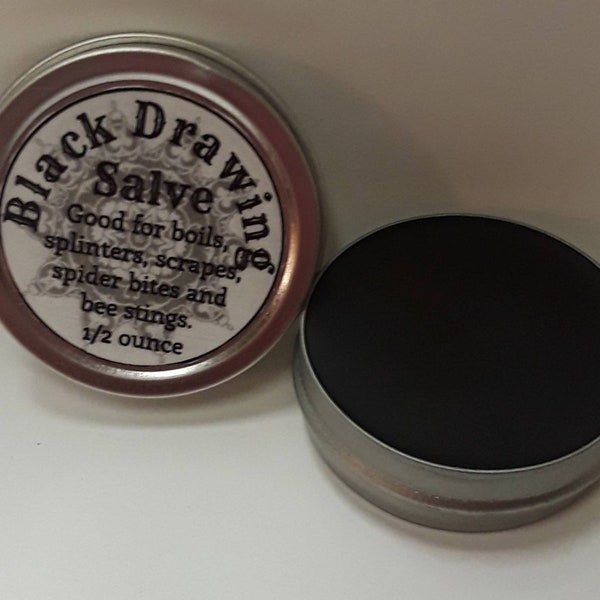 Black Drawing
Salve
Good for boils,
splinters, scrapes,
spider bites and
bee stings.
1/2 ounce